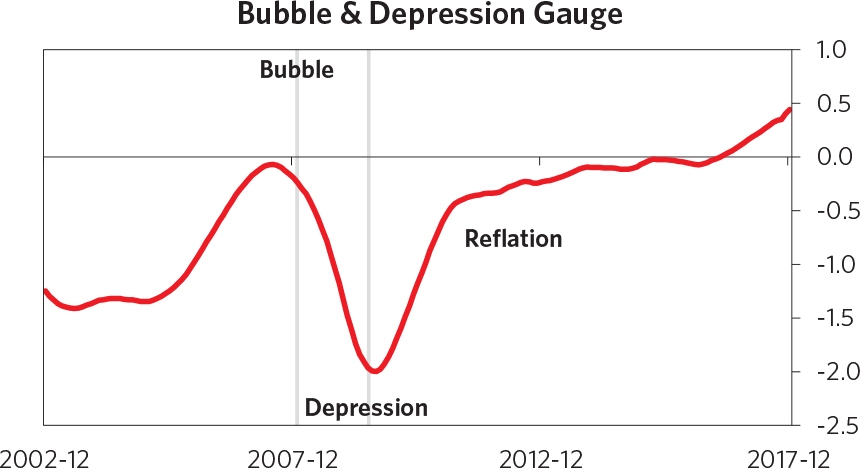 Bubble & Depression Gauge
1.0
Bubble
0.5
0.0
-0.5
Reflation
-1.0
-1.5
-2.0
Depression
-2.5
2002-12 2007-12 2012-12 2017-12